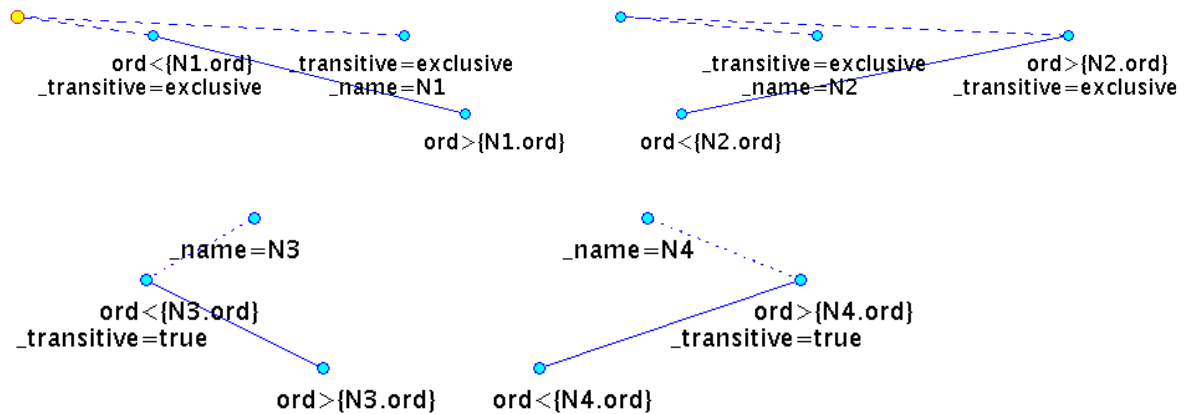 ord<{N1.ord}
_transitive=exclusive
_transitive=exclusive
_name=N1
ord>{N1.ord}
_transitive=exclusive
_name=N2
ord>{N2.ord}
_transitive=exclusive
ord<{N2.ord}
_name=N3
ord<{N3.ord}
_transitive=true
ord>{N3.ord}
_name=N4
ord>{N4.ord}
_transitive=true
ord<{N4.ord}